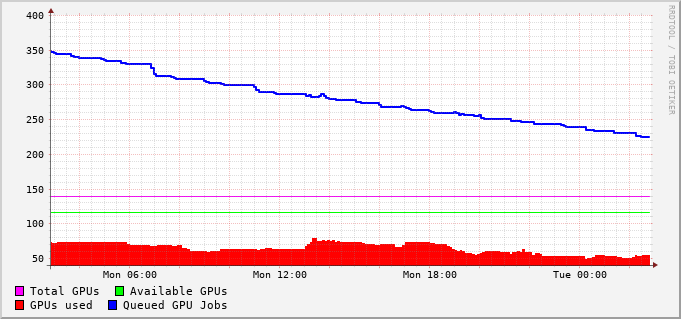 400
350
300
250
200
150
100
50
Mon 06:00 Mon 12:00 Mon 18:00 Tue 00:00
Total GPUs Available GPUs
GPUs used Queued GPU Jobs
RRDTOOL / TOBI OETIKER